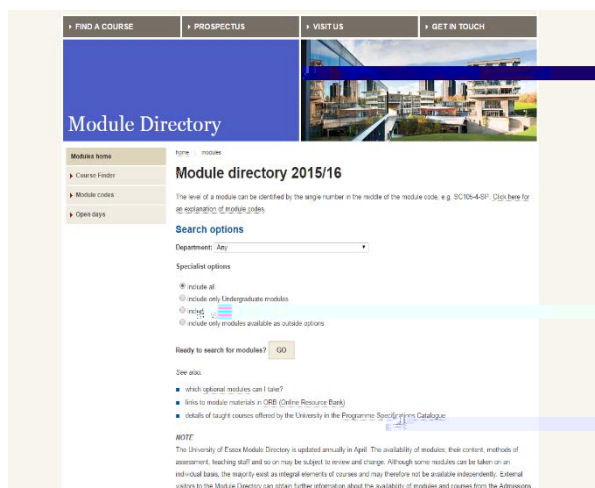 FIND A COURSE
PROSPECTUS
VISIT US
GET IN TOUCH
Module Directory
Modules home
Course Finder
Module codes
Open days
home modules
Module directory 2015/16
The level of a module can be identified by the single number in the middle of the module code, e.g. SC105-4-SP. Click here for
an explanation of module codes.
Search options
Department: Any
Specialist options
include all
include only Undergraduate modules
includ
include only modules available as outside options
Ready to search for modules? GO
See also:
which optional modules can I take?
links to module materials in ORB (Online Resource Bank)
details of taught courses offered by the University in the Programme Specifications Catalogue
NOTE
The University of Essex Module Directory is updated annually in April. The availability of modules, their content, methods of
assessment, teaching staff and so on may be subject to review and change. Although some modules can be taken on an
individual basis, the majority exist as integral elements of courses and may therefore not be available independently. External
visitors to the Module Directory can obtain further information about the availability of modules and courses from the Admissions